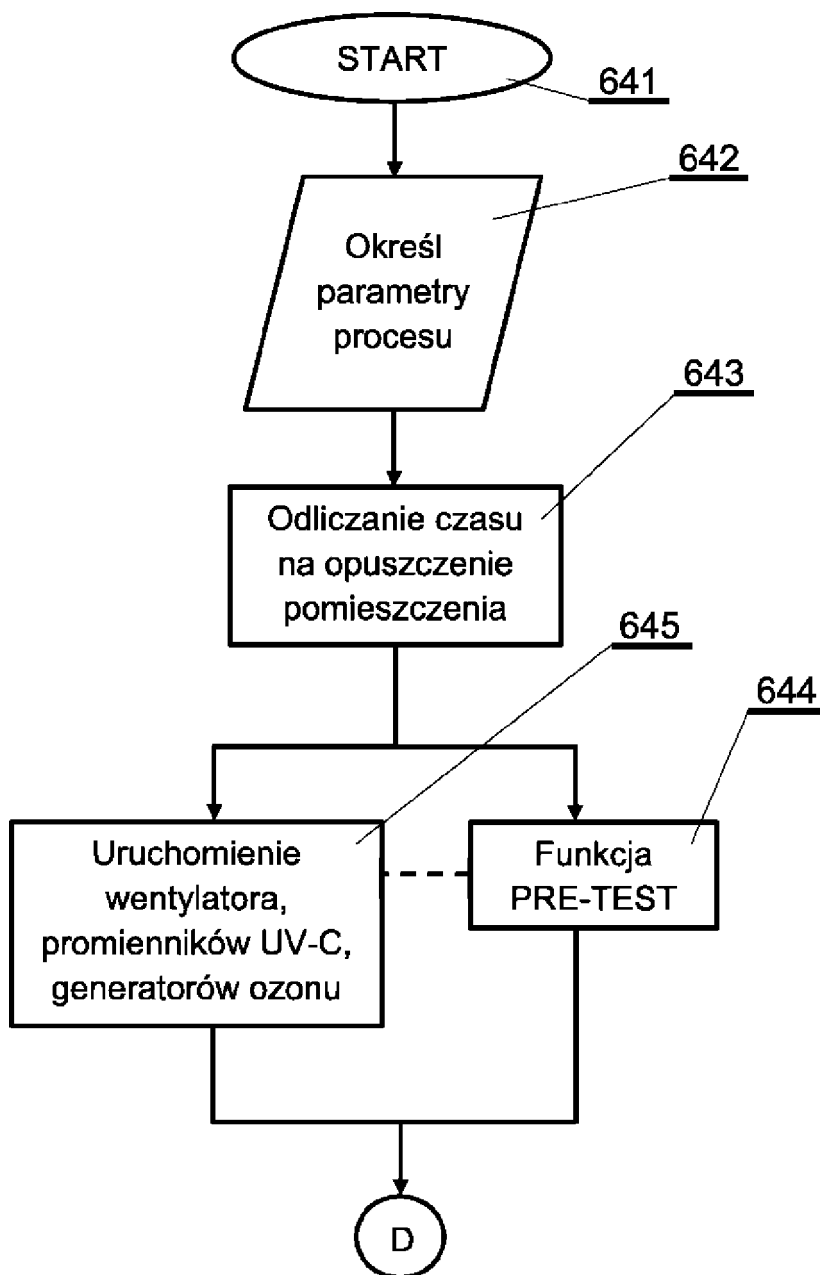 START
641
642
Określ
parametry
procesu
643
Odliczanie czasu
na opuszczenie
pomieszczenia
645
644
Uruchomienie
wentylatora,
promienników UV-C,
generatorów ozonu
Funkcja
PRE-TEST
D